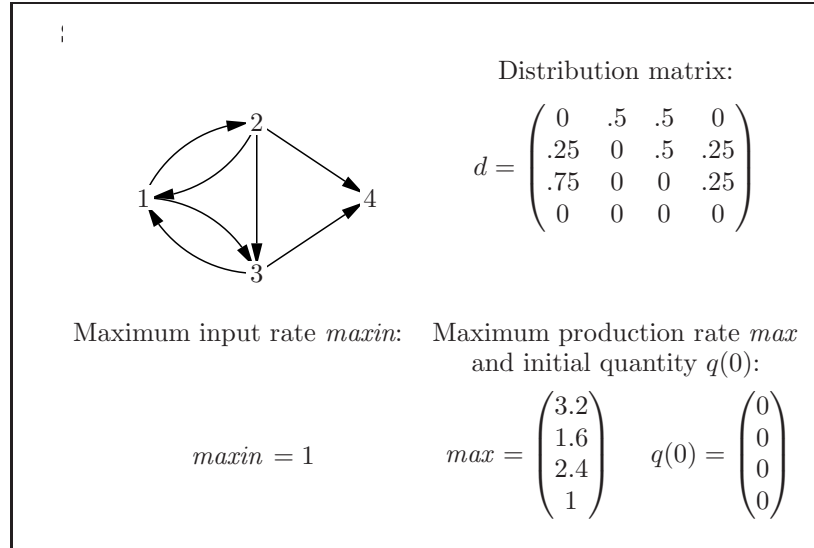 Distribution matrix:
2
1
4
3
d =
0 .5 .5 0
.25 0 .5 .25
.75 0 0 .25
0 0 0 0
Maximum input rate maxin:
Maximum production rate max
and initial quantity q(0):
maxin = 1
max =
3.2
1.6
2.4
1
q(0) =
0
0
0
0